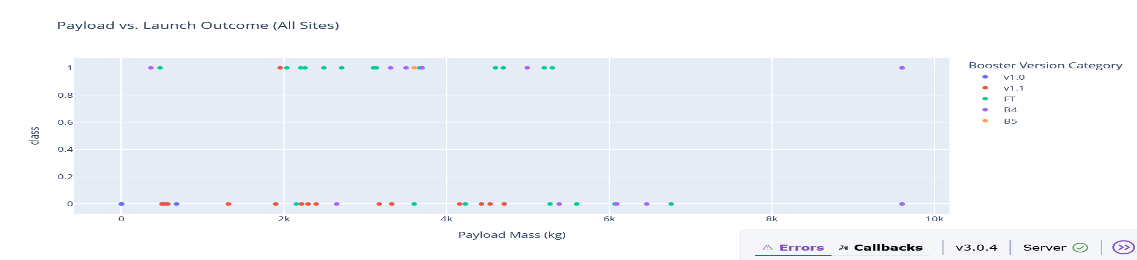 Payload vs. Launch Outcome (All Sites)
1
0.8
0.6
0.4
0.2
0
class
0 2k 4k 6k 8k 10k
Payload Mass (kg)
Booster Version Category
v1.0
v1.1
FT
B4
B5
Errors Callbacks v3.0.4 Server